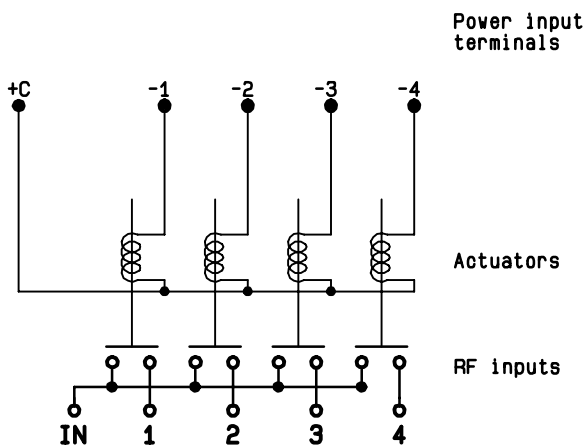 Power input
terminals
+C -1 -2 -3 -4
Actuators
RF inputs
IN 1 2 3 4